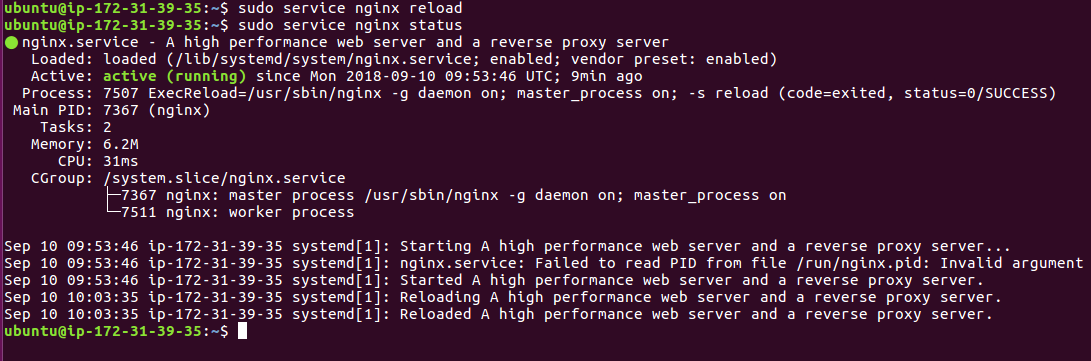 ubuntu@ip-172-31-39-35:~$ sudo service nginx reload
ubuntu@ip-172-31-39-35:~$ sudo service nginx status
● nginx.service - A high performance web server and a reverse proxy server
   Loaded: loaded (/lib/systemd/system/nginx.service; enabled; vendor preset: enabled)
   Active: active (running) since Mon 2018-09-10 09:53:46 UTC; 9min ago
  Process: 7507 ExecReload=/usr/sbin/nginx -g daemon on; master_process on; -s reload (code=exited, status=0/SUCCESS)
 Main PID: 7367 (nginx)
    Tasks: 2
   Memory: 6.2M
      CPU: 31ms
   CGroup: /system.slice/nginx.service
           ├─7367 nginx: master process /usr/sbin/nginx -g daemon on; master_process on
           └─7511 nginx: worker process
Sep 10 09:53:46 ip-172-31-39-35 systemd[1]: Starting A high performance web server and a reverse proxy server...
Sep 10 09:53:46 ip-172-31-39-35 systemd[1]: nginx.service: Failed to read PID from file /run/nginx.pid: Invalid argument
Sep 10 09:53:46 ip-172-31-39-35 systemd[1]: Started A high performance web server and a reverse proxy server.
Sep 10 10:03:35 ip-172-31-39-35 systemd[1]: Reloading A high performance web server and a reverse proxy server.
Sep 10 10:03:35 ip-172-31-39-35 systemd[1]: Reloaded A high performance web server and a reverse proxy server.
ubuntu@ip-172-31-39-35:~$